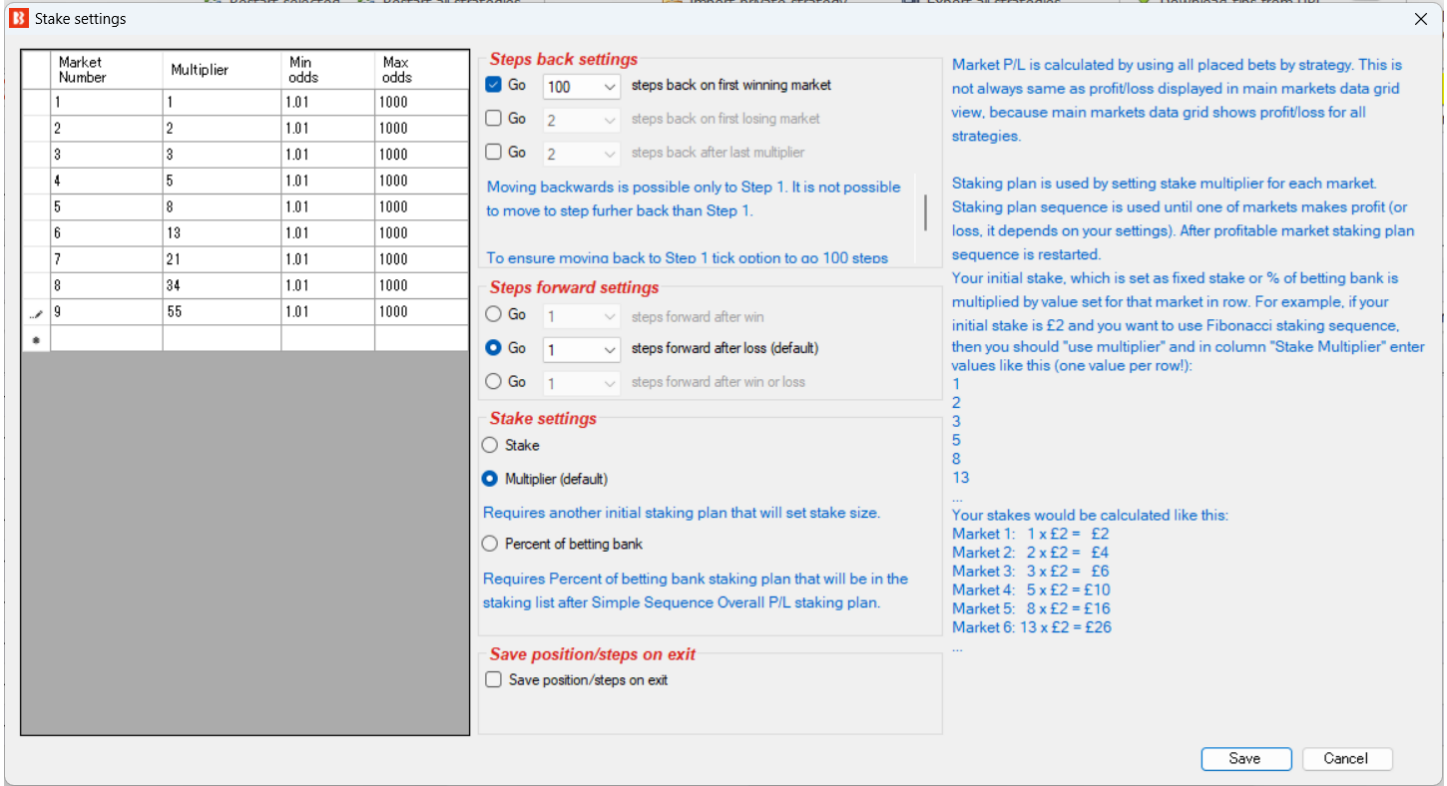 Stake settings
Market Number Multiplier Min odds Max odds
1 1 1.01 1000
2 2 1.01 1000
3 3 1.01 1000
4 5 1.01 1000
5 8 1.01 1000
6 13 1.01 1000
7 21 1.01 1000
8 34 1.01 1000
9 55 1.01 1000
Steps back settings
Go 100 steps back on first winning market
Go 2 steps back on first losing market
Go 2 steps back after last multiplier
Moving backwards is possible only to Step 1. It is not possible
to move to step furher back than Step 1.
To ensure moving back to Step 1 tick option to go 100 steps
Steps forward settings
Go 1 steps forward after win
Go 1 steps forward after loss (default)
Go 1 steps forward after win or loss
Stake settings
Stake
Multiplier (default)
Requires another initial staking plan that will set stake size.
Percent of betting bank
Requires Percent of betting bank staking plan that will be in the
staking list after Simple Sequence Overall P/L staking plan.
Save position/steps on exit
Save position/steps on exit
Market P/L is calculated by using all placed bets by strategy. This is
not always same as profit/loss displayed in main markets data grid
view, because main markets data grid shows profit/loss for all
strategies.
Staking plan is used by setting stake multiplier for each market.
Staking plan sequence is used until one of markets makes profit (or
loss, it depends on your settings). After profitable market staking plan
sequence is restarted.
Your initial stake, which is set as fixed stake or % of betting bank is
multiplied by value set for that market in row. For example, if your
initial stake is £2 and you want to use Fibonacci staking sequence,
then you should "use multiplier" and in column "Stake Multiplier" enter
values like this (one value per row!):
1
2
3
5
8
13
...
Your stakes would be calculated like this:
Market 1: 1 x £2 = £2
Market 2: 2 x £2 = £4
Market 3: 3 x £2 = £6
Market 4: 5 x £2 = £10
Market 5: 8 x £2 = £16
Market 6: 13 x £2 = £26
...
Save Cancel